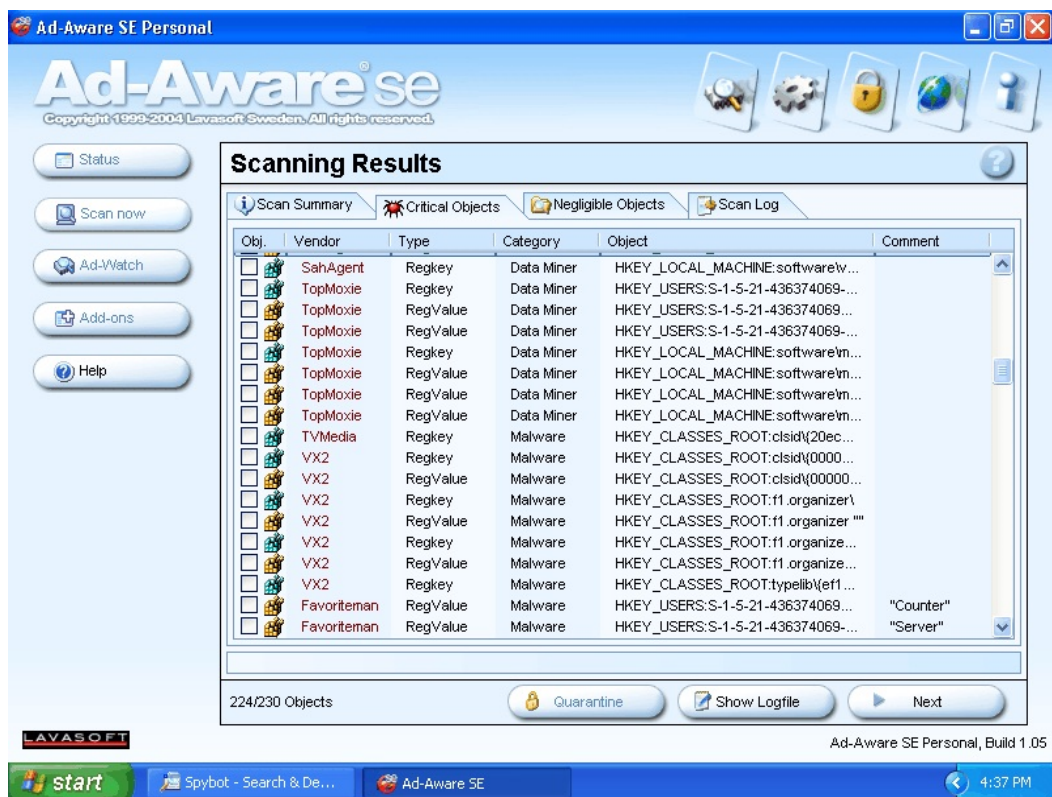 Ad-Aware SE Personal
Ad-Aware® se
Copyright 1999-2004 Lavasoft Sweden. All rights reserved.
Status
Scan now
Ad-Watch
Add-ons
Help
Scanning Results
Scan Summary Critical Objects Negligible Objects Scan Log
Obj. Vendor Type Category Object Comment
SahAgent Regkey Data Miner HKEY_LOCAL_MACHINE:software\v...
TopMoxie Regkey Data Miner HKEY_USERS:S-1-5-21-436374069-...
TopMoxie RegValue Data Miner HKEY_USERS:S-1-5-21-436374069...
TopMoxie RegValue Data Miner HKEY_USERS:S-1-5-21-436374069-...
TopMoxie Regkey Data Miner HKEY_LOCAL_MACHINE:software\m...
TopMoxie RegValue Data Miner HKEY_LOCAL_MACHINE:software\m...
TopMoxie RegValue Data Miner HKEY_LOCAL_MACHINE:software\m...
TopMoxie RegValue Data Miner HKEY_LOCAL_MACHINE:software\m...
TVMedia Regkey Malware HKEY_CLASSES_ROOT:clsid\{20ec...
VX2 Regkey Malware HKEY_CLASSES_ROOT:clsid\{0000...
VX2 RegValue Malware HKEY_CLASSES_ROOT:clsid\{00000...
VX2 Regkey Malware HKEY_CLASSES_ROOT:f1.organizer\
VX2 RegValue Malware HKEY_CLASSES_ROOT:f1.organizer ""
VX2 Regkey Malware HKEY_CLASSES_ROOT:f1.organize...
VX2 RegValue Malware HKEY_CLASSES_ROOT:f1.organize...
VX2 Regkey Malware HKEY_CLASSES_ROOT:typelib\{ef1...
Favoriteman RegValue Malware HKEY_USERS:S-1-5-21-436374069... "Counter"
Favoriteman RegValue Malware HKEY_USERS:S-1-5-21-436374069-... "Server"
224/230 Objects Quarantine Show Logfile Next
LAVASOFT
Ad-Aware SE Personal, Build 1.05
start Spybot - Search & De... Ad-Aware SE 4:37 PM